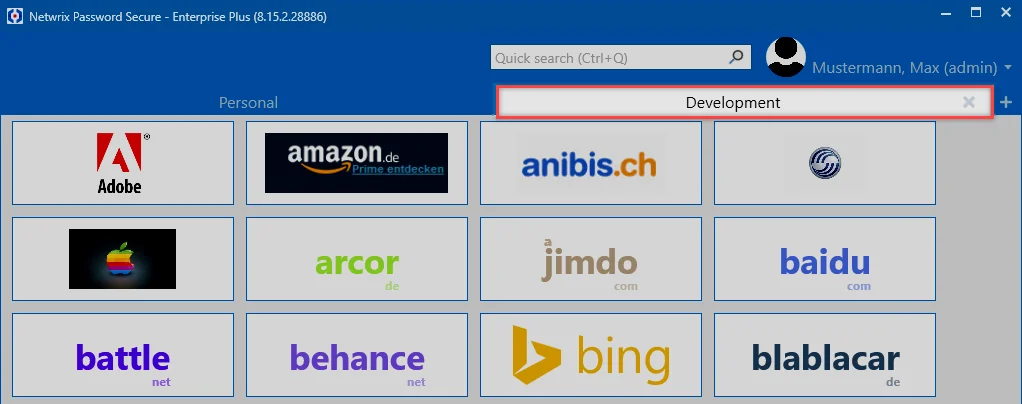 Netwrix Password Secure - Enterprise Plus (8.15.2.28886)
Quick search (Ctrl+Q)
Mustermann, Max (admin)
Personal
Development
Adobe
amazon.de
Prime entdecken
anibis.ch
arcor
de
a
jimdo
com
baidu
com
battle
net
behance
net
bing
blablacar
de